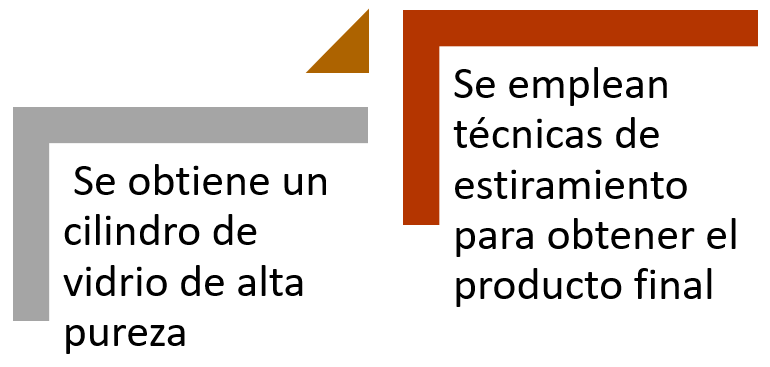 Se obtiene un
cilindro de
vidrio de alta
pureza
Se emplean
técnicas de
estiramiento
para obtener el
producto final